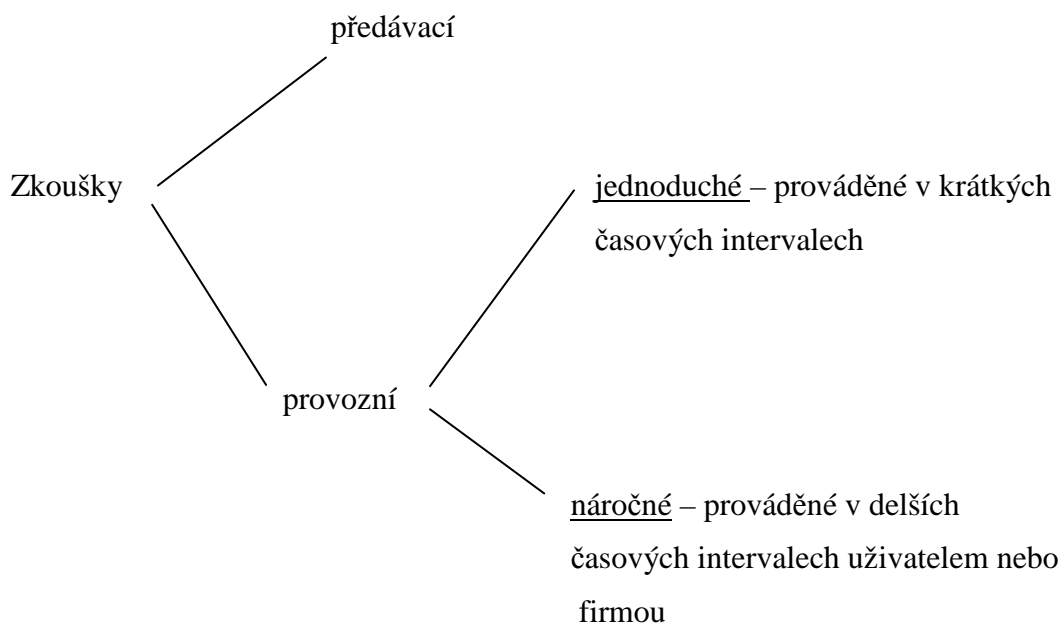 předávací
Zkoušky
jednoduché – prováděné v krátkých
časových intervalech
provozní
náročné – prováděné v delších
časových intervalech uživatelem nebo
firmou